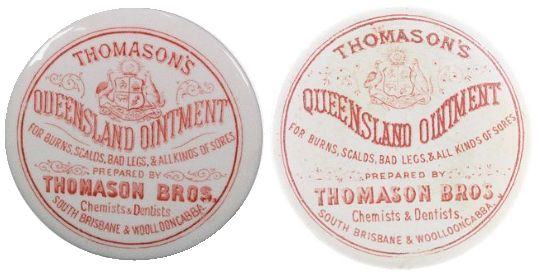 THOMASON'S
QUEENSLAND OINTMENT
FOR BURNS, SCALDS, BAD LEGS, & ALL KINDS OF SORES
PREPARED BY
THOMASON BROS.
Chemists & Dentists
SOUTH BRISBANE & WOOLLOONGABBA.
THOMASON'S
QUEENSLAND OINTMENT
FOR BURNS, SCALDS, BAD LEGS, & ALL KINDS OF SORES
PREPARED BY
THOMASON BROS.
Chemists & Dentists,
SOUTH BRISBANE & WOOLLOONGABBA.